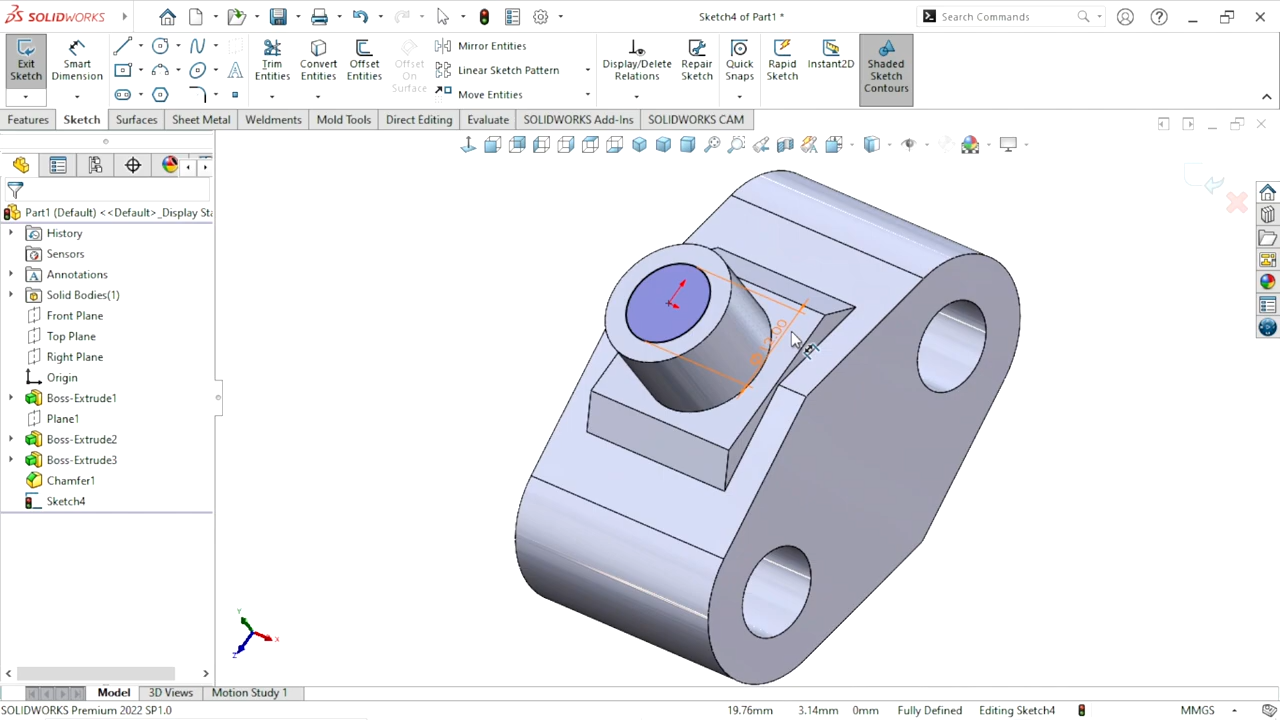 SOLIDWORKS
Sketch4 of Part1 *
Search Commands
Exit Sketch
Smart Dimension
Trim Entities
Convert Entities
Offset Entities
Offset On Surface
Mirror Entities
Linear Sketch Pattern
Move Entities
Display/Delete Relations
Repair Sketch
Quick Snaps
Rapid Sketch
Instant2D
Shaded Sketch Contours
Features
Sketch
Surfaces
Sheet Metal
Weldments
Mold Tools
Direct Editing
Evaluate
SOLIDWORKS Add-Ins
SOLIDWORKS CAM
Part1 (Default) <<Default>_Display Sta
History
Sensors
Annotations
Solid Bodies(1)
Front Plane
Top Plane
Right Plane
Origin
Boss-Extrude1
Plane1
Boss-Extrude2
Boss-Extrude3
Chamfer1
Sketch4
Y
X
Z
Model
3D Views
Motion Study 1
SOLIDWORKS Premium 2022 SP1.0
19.76mm
3.14mm
0mm
Fully Defined
Editing Sketch4
MMGS